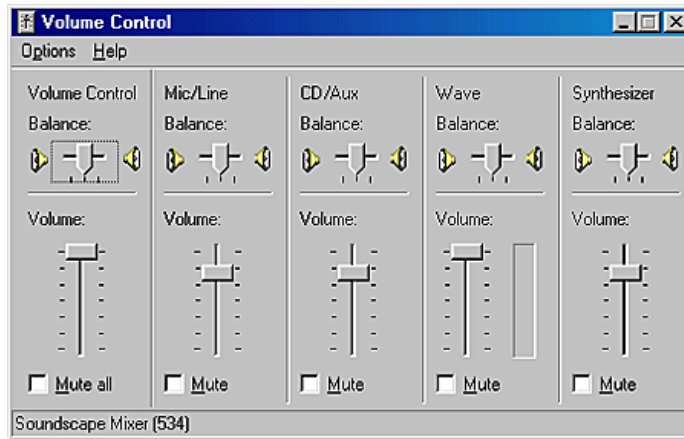 Volume Control
Options Help
Volume Control Mic/Line CD/Aux Wave Synthesizer
Balance: Balance: Balance: Balance: Balance:
Volume: Volume: Volume: Volume: Volume:
Mute all Mute Mute Mute Mute
Soundscape Mixer (534)